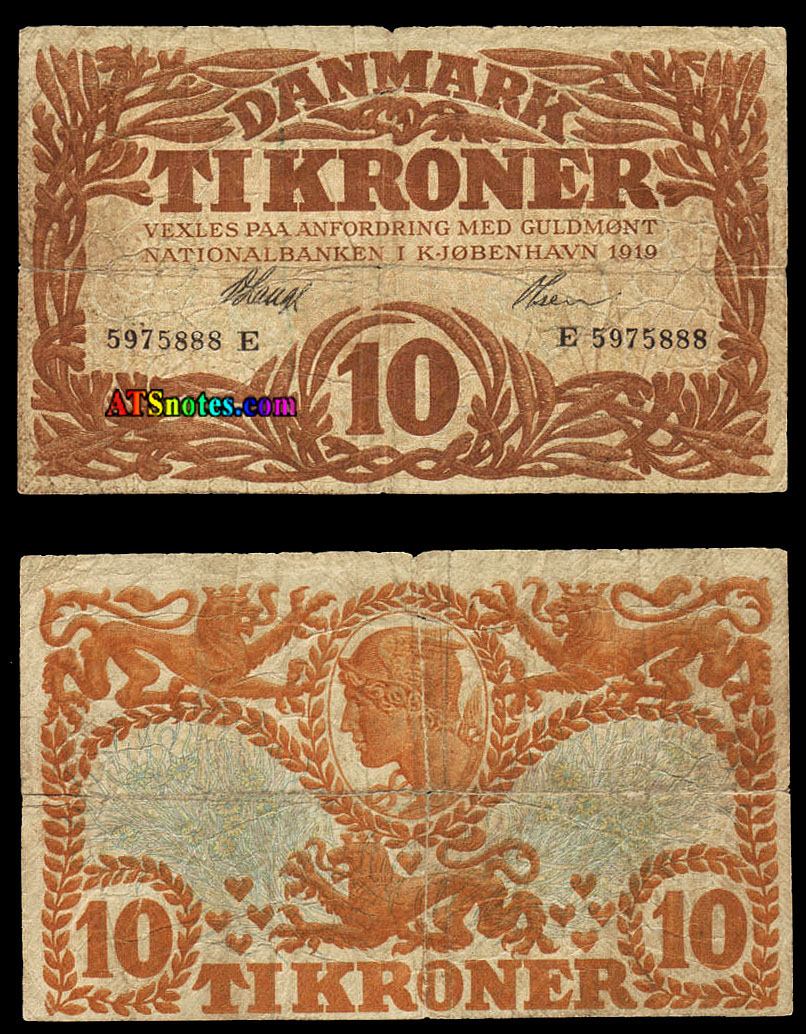 DANMARK
TI KRONER
VEXLES PAA ANFORDRING MED GULDMØNT
NATIONALBANKEN I KJØBENHAVN 1919
5975888 E E 5975888
10
ATSnotes.com
10 10
TI KRONER